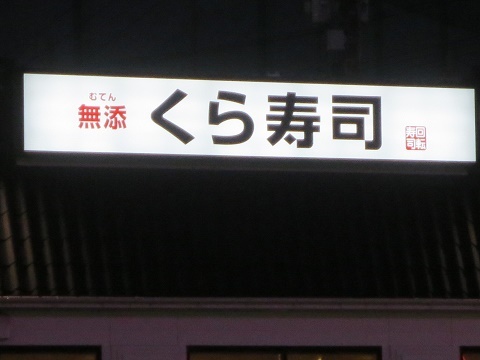 むてん
無添 くら寿司
回転
寿司